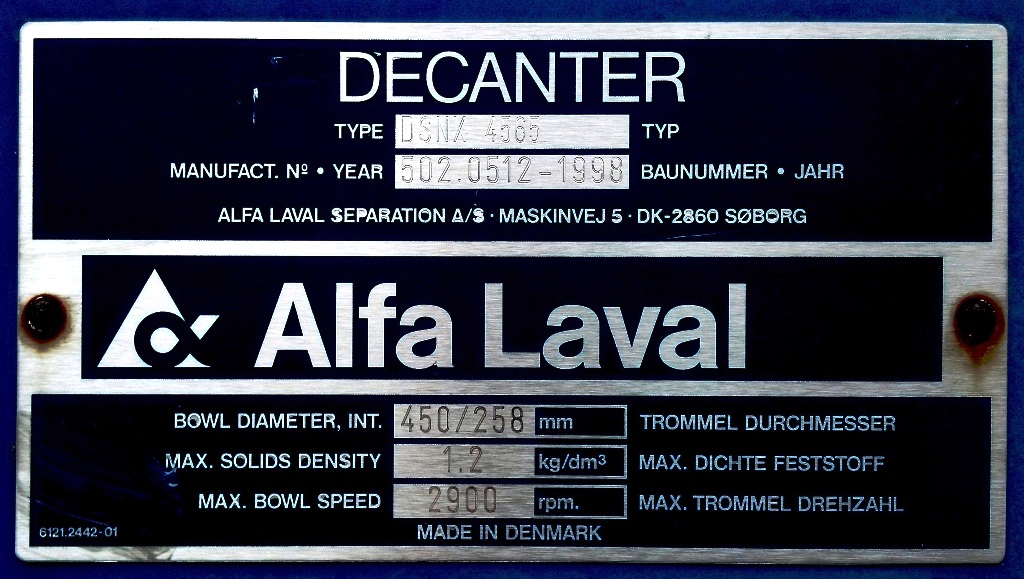 DECANTER
TYPE DSNX 4565 TYP
MANUFACT. Nº • YEAR 502.0512-1998 BAUNUMMER • JAHR
ALFA LAVAL SEPARATION A/S · MASKINVEJ 5 · DK-2860 SØBORG
Alfa Laval
BOWL DIAMETER, INT. 450/258 mm TROMMEL DURCHMESSER
MAX. SOLIDS DENSITY 1.2 kg/dm³ MAX. DICHTE FESTSTOFF
MAX. BOWL SPEED 2900 rpm. MAX. TROMMEL DREHZAHL
6121.2442-01 MADE IN DENMARK